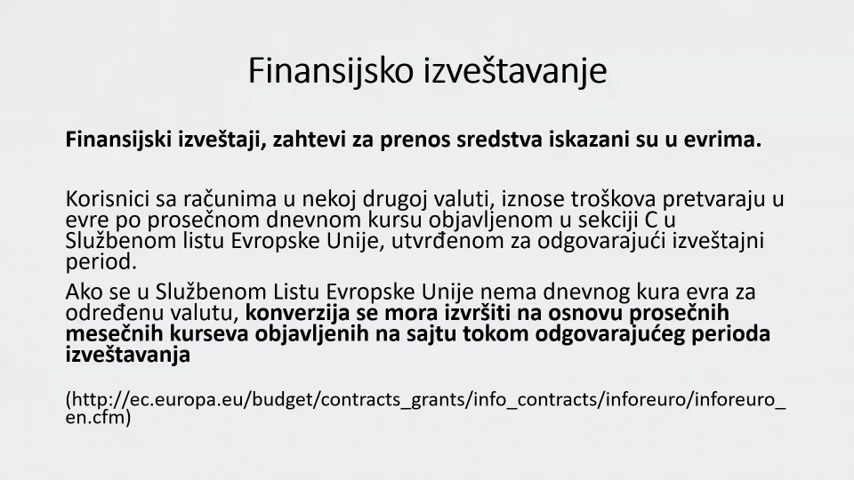 Finansijsko izveštavanje
Finansijski izveštaji, zahtevi za prenos sredstva iskazani su u evrima.
Korisnici sa računima u nekoj drugoj valuti, iznose troškova pretvaraju u
evre po prosečnom dnevnom kursu objavljenom u sekciji C u
Službenom listu Evropske Unije, utvrđenom za odgovarajući izveštajni
period.
Ako se u Službenom Listu Evropske Unije nema dnevnog kura evra za
određenu valutu, konverzija se mora izvršiti na osnovu prosečnih
mesečnih kurseva objavljenih na sajtu tokom odgovarajućeg perioda
izveštavanja
(http://ec.europa.eu/budget/contracts_grants/info_contracts/inforeuro/inforeuro_
en.cfm)